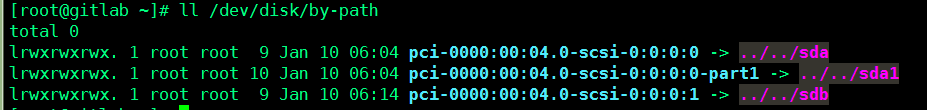 [root@gitlab ~]# ll /dev/disk/by-path
total 0
lrwxrwxrwx. 1 root root  9 Jan 10 06:04 pci-0000:00:04.0-scsi-0:0:0:0 -> ../../sda
lrwxrwxrwx. 1 root root 10 Jan 10 06:04 pci-0000:00:04.0-scsi-0:0:0:0-part1 -> ../../sda1
lrwxrwxrwx. 1 root root  9 Jan 10 06:14 pci-0000:00:04.0-scsi-0:0:0:1 -> ../../sdb